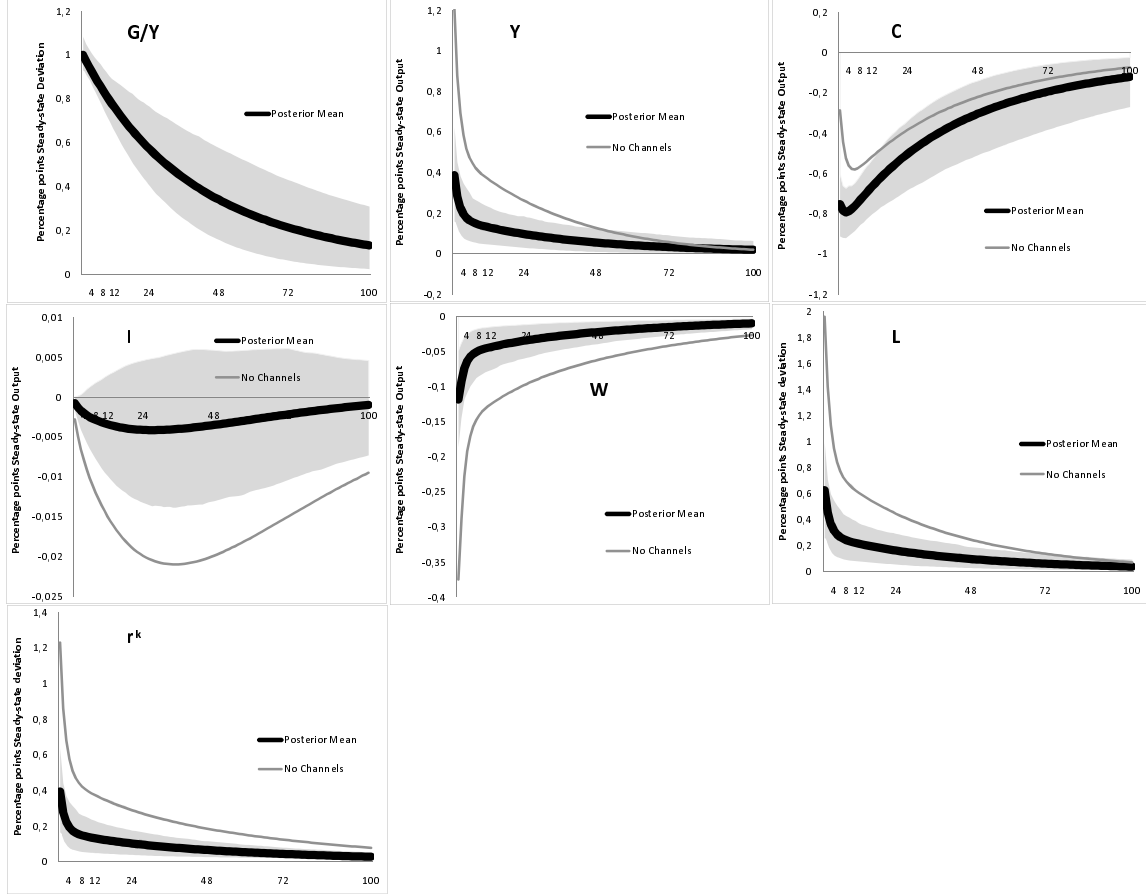 G/Y
Percentage points Steady-state Deviation
1,2
1
0,8
0,6
0,4
0,2
0
4 8 12 24 48 72 100
Posterior Mean
Y
Percentage points Steady-state Output
1,2
1
0,8
0,6
0,4
0,2
0
-0,2
4 8 12 24 48 72 100
Posterior Mean
No Channels
C
Percentage points Steady-state Output
0,2
0
-0,2
-0,4
-0,6
-0,8
-1
-1,2
4 8 12 24 48 72 100
Posterior Mean
No Channels
I
Percentage points Steady-state Output
0,01
0,005
0
-0,005
-0,01
-0,015
-0,02
-0,025
8 12 24 48 100
Posterior Mean
No Channels
W
Percentage points Steady-state Output
0
-0,05
-0,1
-0,15
-0,2
-0,25
-0,3
-0,35
-0,4
4 8 12 24 48 72 100
Posterior Mean
No Channels
L
Percentage points Steady-state deviation
2
1,8
1,6
1,4
1,2
1
0,8
0,6
0,4
0,2
0
4 8 12 24 48 72 100
Posterior Mean
No Channels
rᵏ
Percentage points Steady-state deviation
1,4
1,2
1
0,8
0,6
0,4
0,2
0
4 8 12 24 48 72 100
Posterior Mean
No Channels